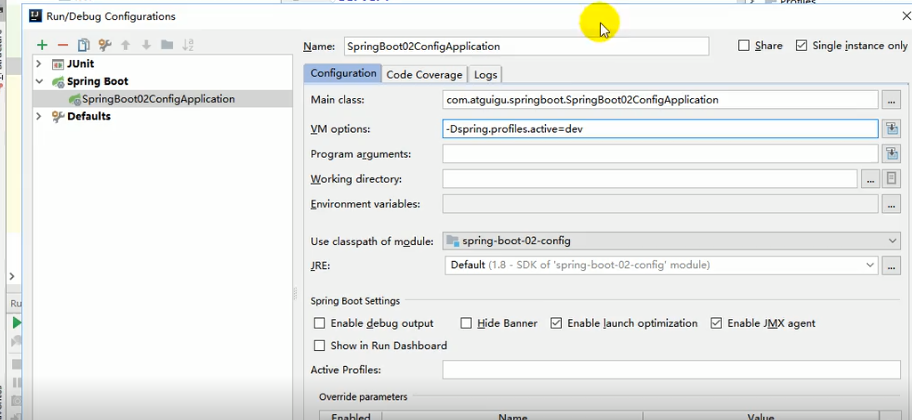 Run/Debug Configurations
Name: SpringBoot02ConfigApplication Share Single instance only
JUnit
Spring Boot
SpringBoot02ConfigApplication
Defaults
Configuration Code Coverage Logs
Main class: com.atguigu.springboot.SpringBoot02ConfigApplication ...
VM options: -Dspring.profiles.active=dev
Program arguments:
Working directory: ...
Environment variables: ...
Use classpath of module: spring-boot-02-config
JRE: Default (1.8 - SDK of 'spring-boot-02-config' module) ...
Spring Boot Settings
Enable debug output Hide Banner Enable launch optimization Enable JMX agent
Show in Run Dashboard
Active Profiles:
Override parameters
Enabled Name Value
Ru